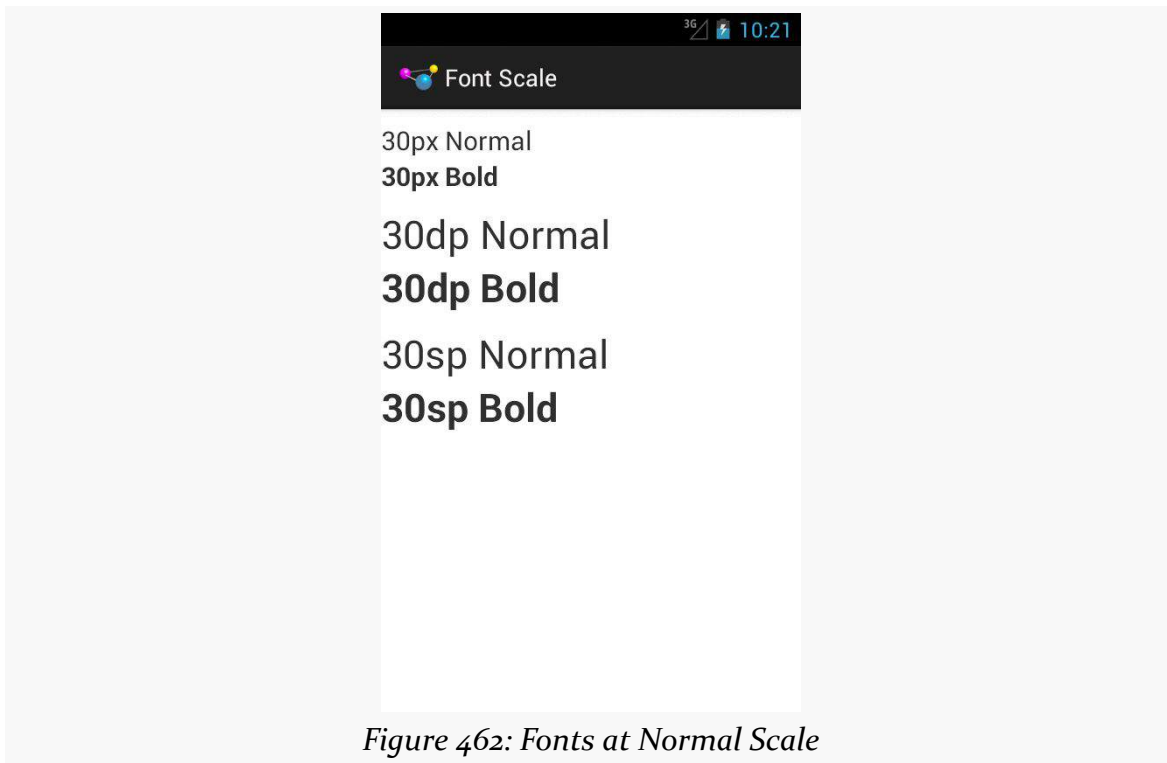 3G 10:21
Font Scale
30px Normal
30px Bold
30dp Normal
30dp Bold
30sp Normal
30sp Bold
Figure 462: Fonts at Normal Scale